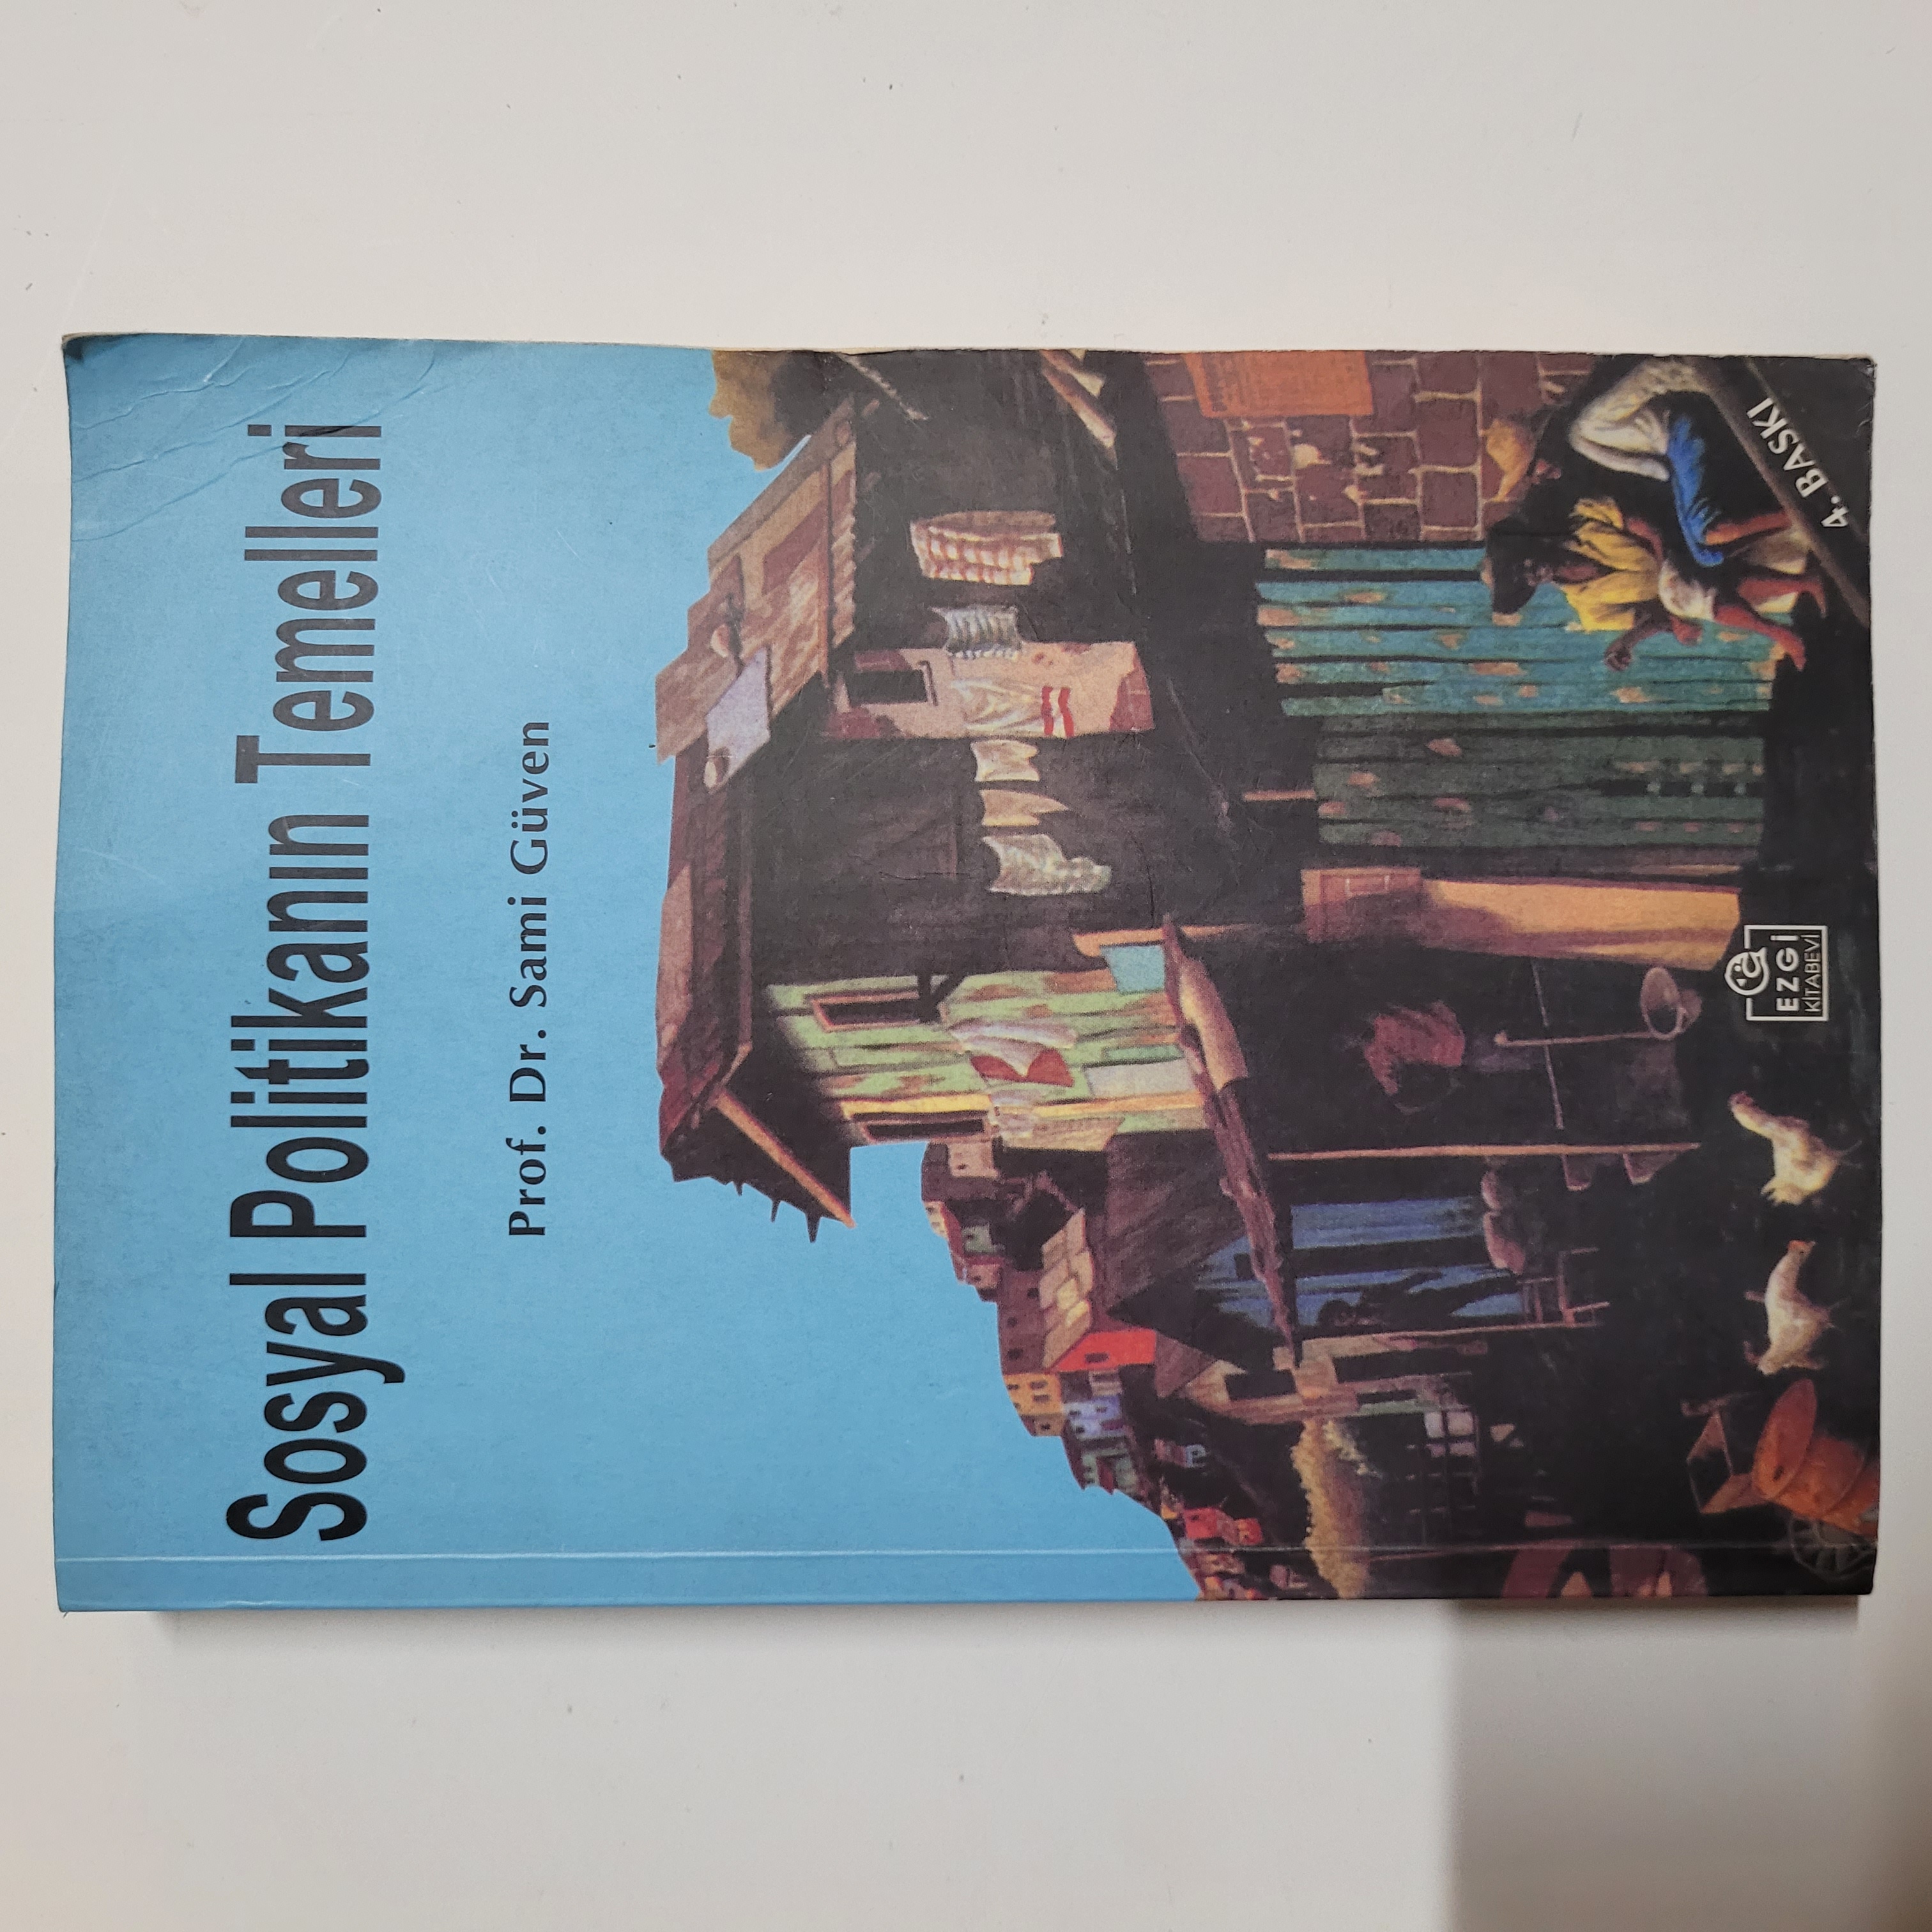 Sosyal Politikanın Temelleri
Prof. Dr. Sami Güven
EZGİ
KİTABEVİ
4. BASKI